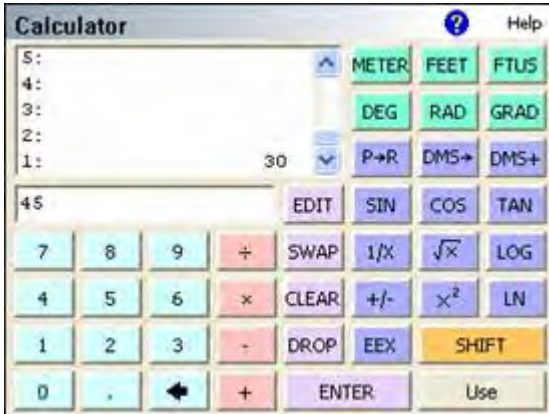 Calculator ? Help
5: METER FEET FTUS
4:
3: DEG RAD GRAD
2:
1: 30 P→R DMS→ DMS+
45 EDIT SIN COS TAN
7 8 9 ÷ SWAP 1/X √x LOG
4 5 6 × CLEAR +/- x² LN
1 2 3 - DROP EEX SHIFT
0 . 🡄 + ENTER Use